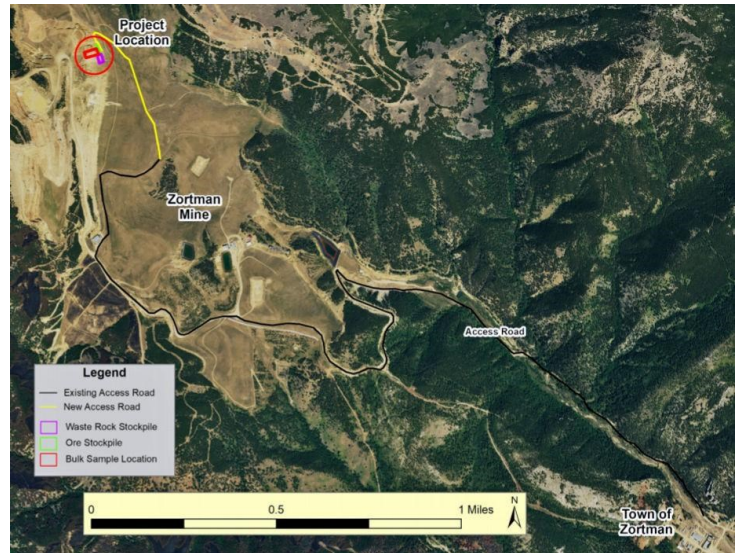 Project
Location
Zortman
Mine
Access Road
Legend
Existing Access Road
New Access Road
Waste Rock Stockpile
Ore Stockpile
Bulk Sample Location
0 0.5 1 Miles
N
Town of
Zortman